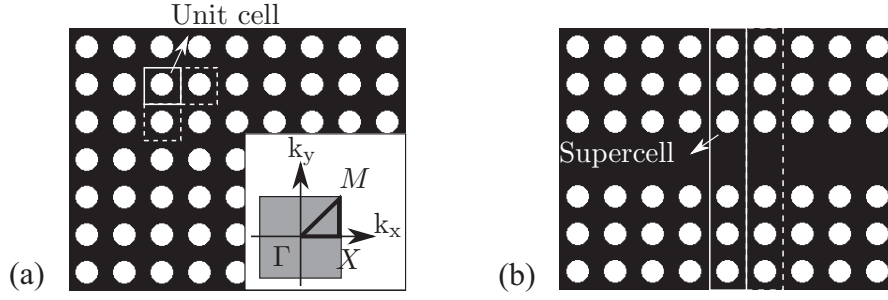 Unit cell
k_y
M
k_x
Γ
X
(a)
Supercell
(b)